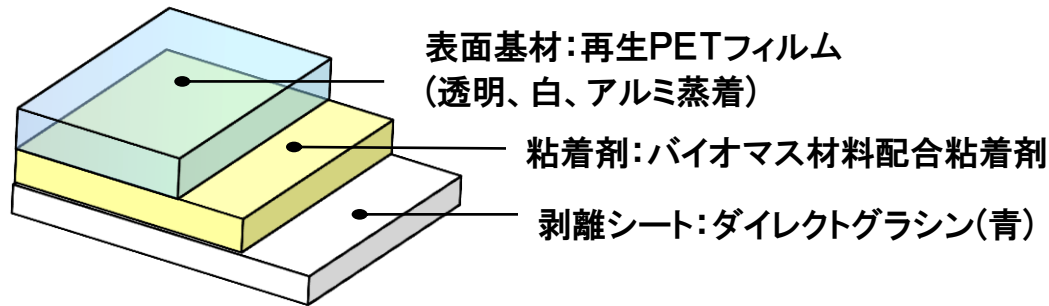 表面基材：再生PETフィルム
(透明、白、アルミ蒸着)
粘着剤：バイオマス材料配合粘着剤
剥離シート：ダイレクトグラシン(青)